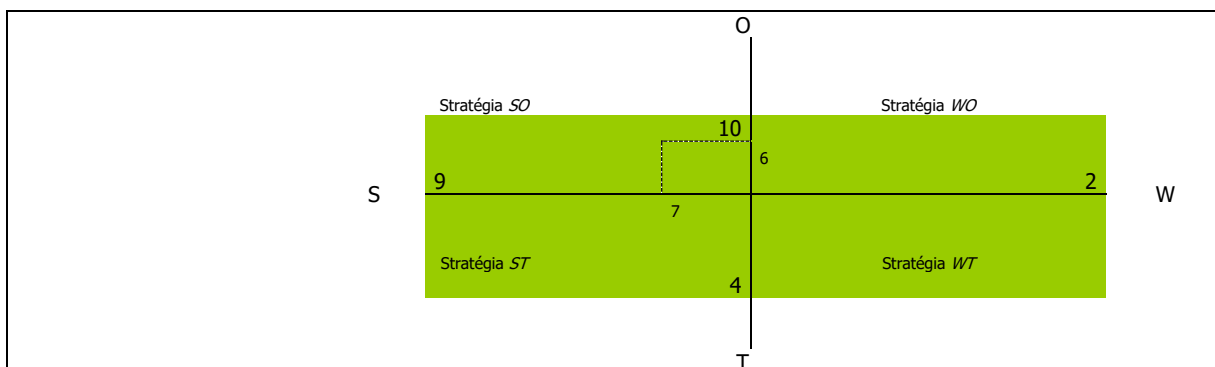 O
Stratégia SO
Stratégia WO
10
6
S
9
2
W
7
Stratégia ST
Stratégia WT
4
T